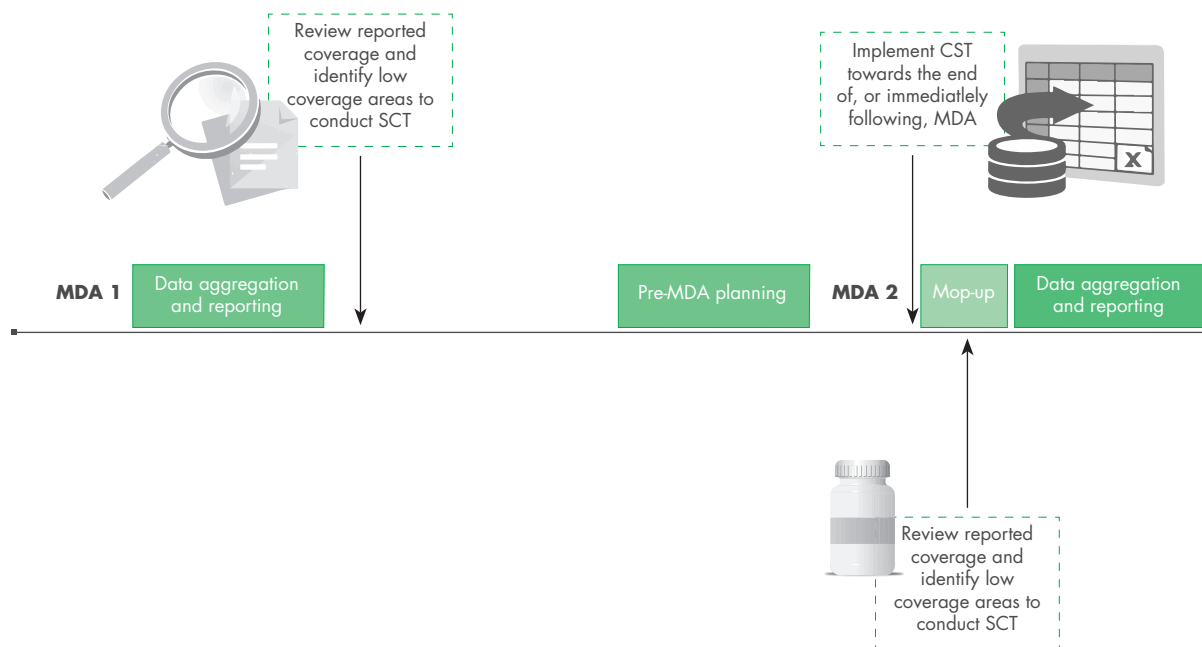 Review reported
coverage and
identify low
coverage areas to
conduct SCT
Implement CST
towards the end
of, or immediatlely
following, MDA
X
MDA 1
Data aggregation
and reporting
Pre-MDA planning
MDA 2
Mop-up
Data aggregation
and reporting
Review reported
coverage and
identify low
coverage areas to
conduct SCT